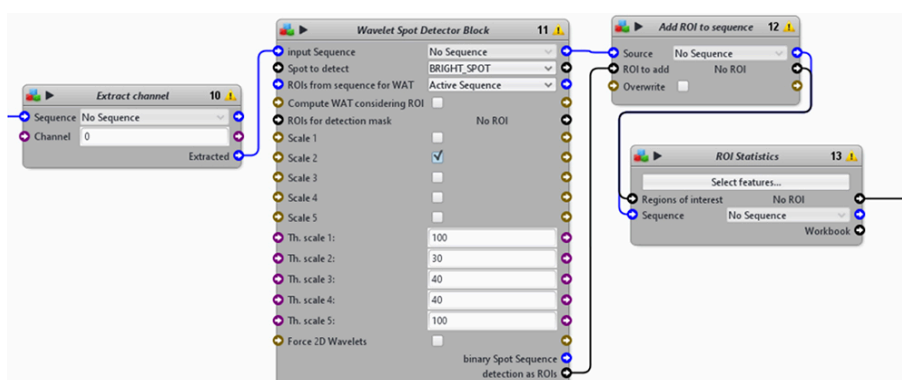 Extract channel 10
Sequence No Sequence
Channel 0
Extracted
Wavelet Spot Detector Block 11
input Sequence No Sequence
Spot to detect BRIGHT_SPOT
ROIs from sequence for WAT Active Sequence
Compute WAT considering ROI
ROIs for detection mask No ROI
Scale 1
Scale 2
Scale 3
Scale 4
Scale 5
Th. scale 1: 100
Th. scale 2: 30
Th. scale 3: 40
Th. scale 4: 40
Th. scale 5: 100
Force 2D Wavelets
binary Spot Sequence
detection as ROIs
Add ROI to sequence 12
Source No Sequence
ROI to add No ROI
Overwrite
ROI Statistics 13
Select features...
Regions of interest No ROI
Sequence No Sequence
Workbook